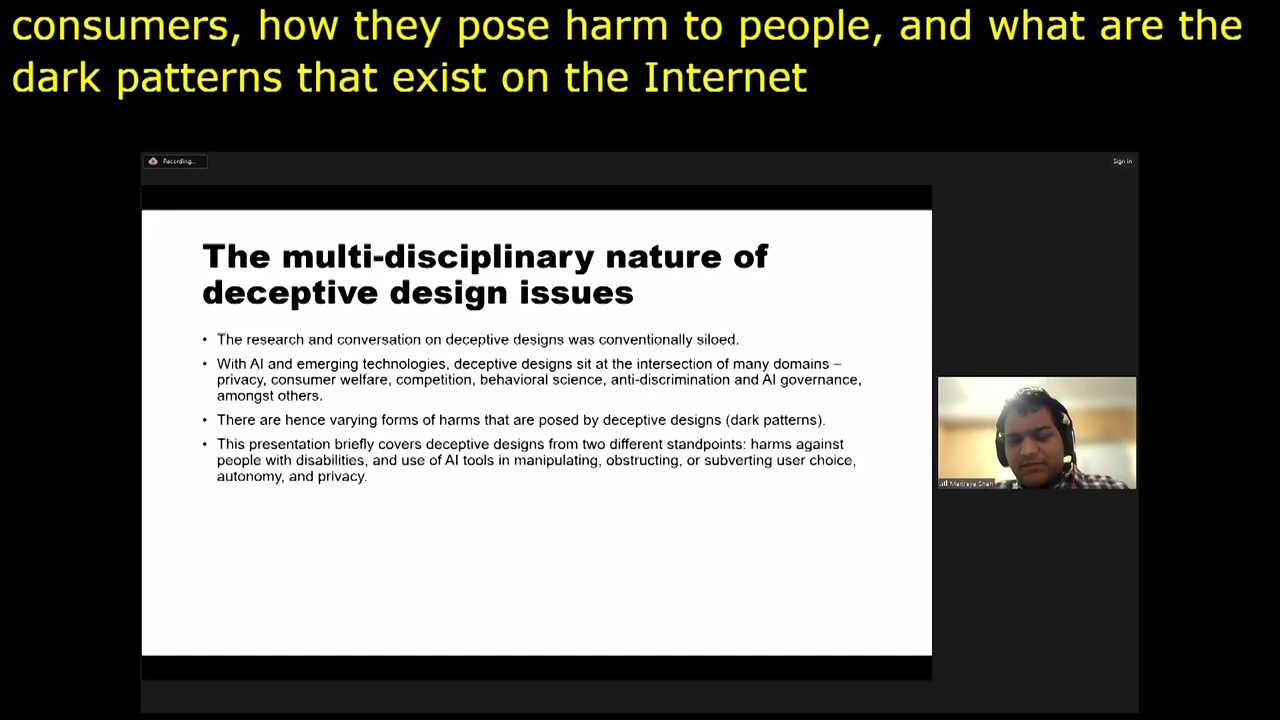 consumers, how they pose harm to people, and what are the
dark patterns that exist on the Internet
Recording...
Sign in
The multi-disciplinary nature of
deceptive design issues
• The research and conversation on deceptive designs was conventionally siloed.
• With AI and emerging technologies, deceptive designs sit at the intersection of many domains –
privacy, consumer welfare, competition, behavioral science, anti-discrimination and AI governance,
amongst others.
• There are hence varying forms of harms that are posed by deceptive designs (dark patterns).
• This presentation briefly covers deceptive designs from two different standpoints: harms against
people with disabilities, and use of AI tools in manipulating, obstructing, or subverting user choice,
autonomy, and privacy.
Shah